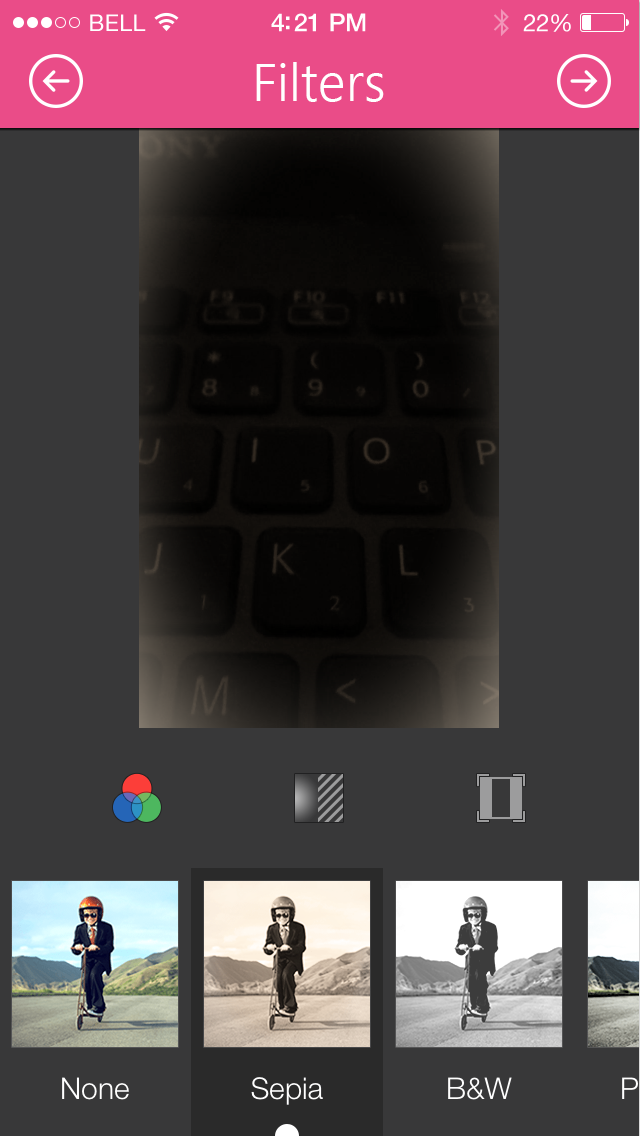 BELL 4:21 PM 22%
Filters
ONY
F9 F10 F11 F12
* ( )
8 8 9 9 0 /
U I O P
4 5 6
J K L
1 2 3
M < >
None Sepia B&W P